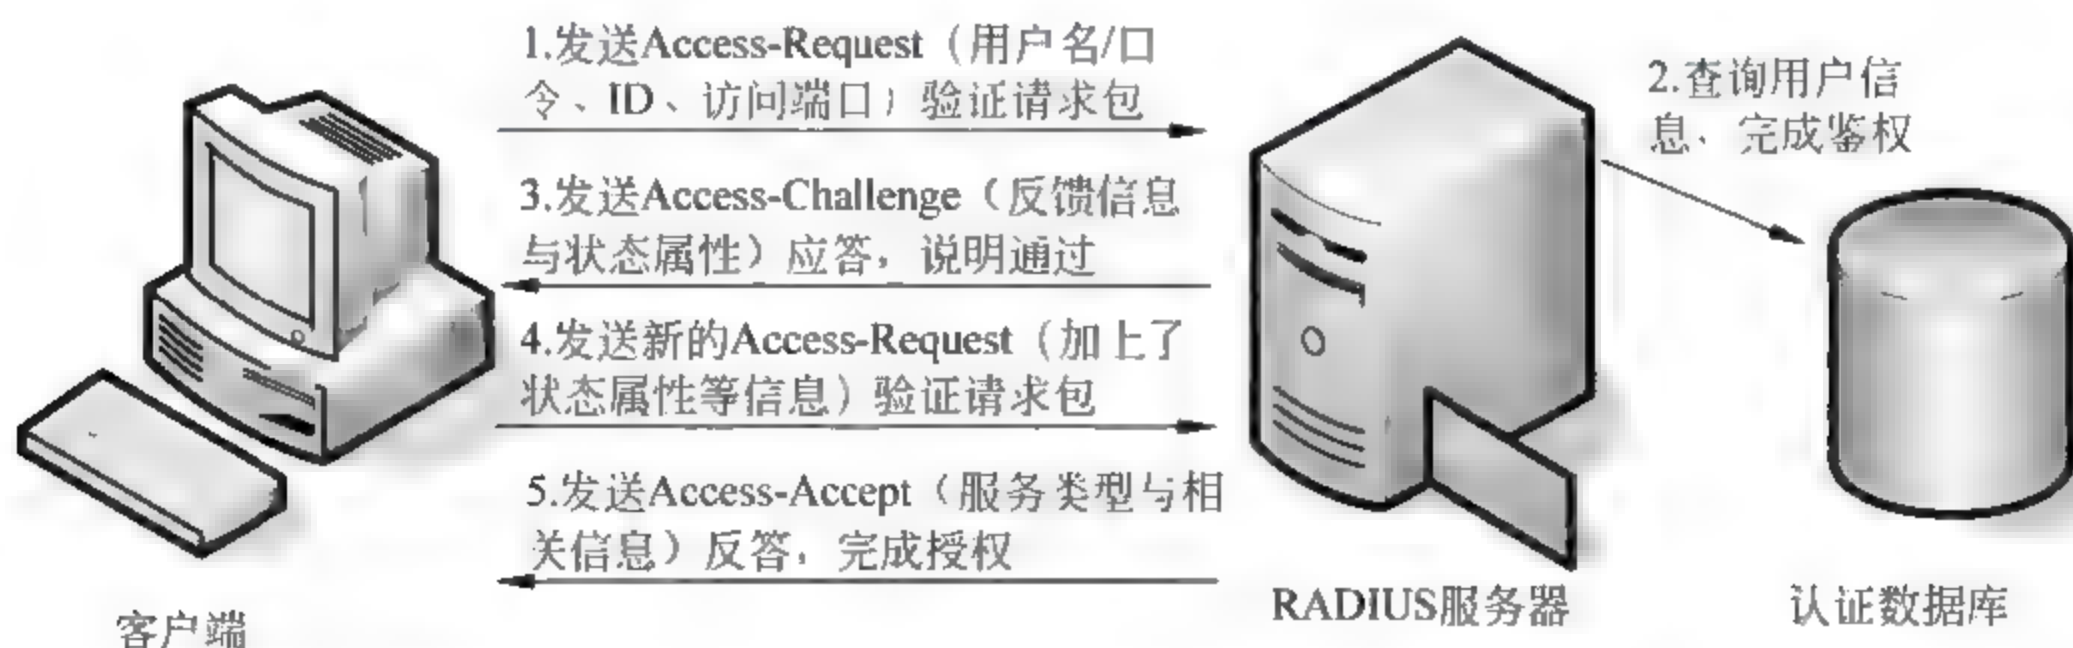 1.发送Access-Request（用户名/口
令、ID、访问端口）验证请求包
2.查询用户信
息，完成鉴权
3.发送Access-Challenge（反馈信息
与状态属性）应答，说明通过
4.发送新的Access-Request（加上了
状态属性等信息）验证请求包
5.发送Access-Accept（服务类型与相
关信息）反答，完成授权
客户端
RADIUS服务器
认证数据库